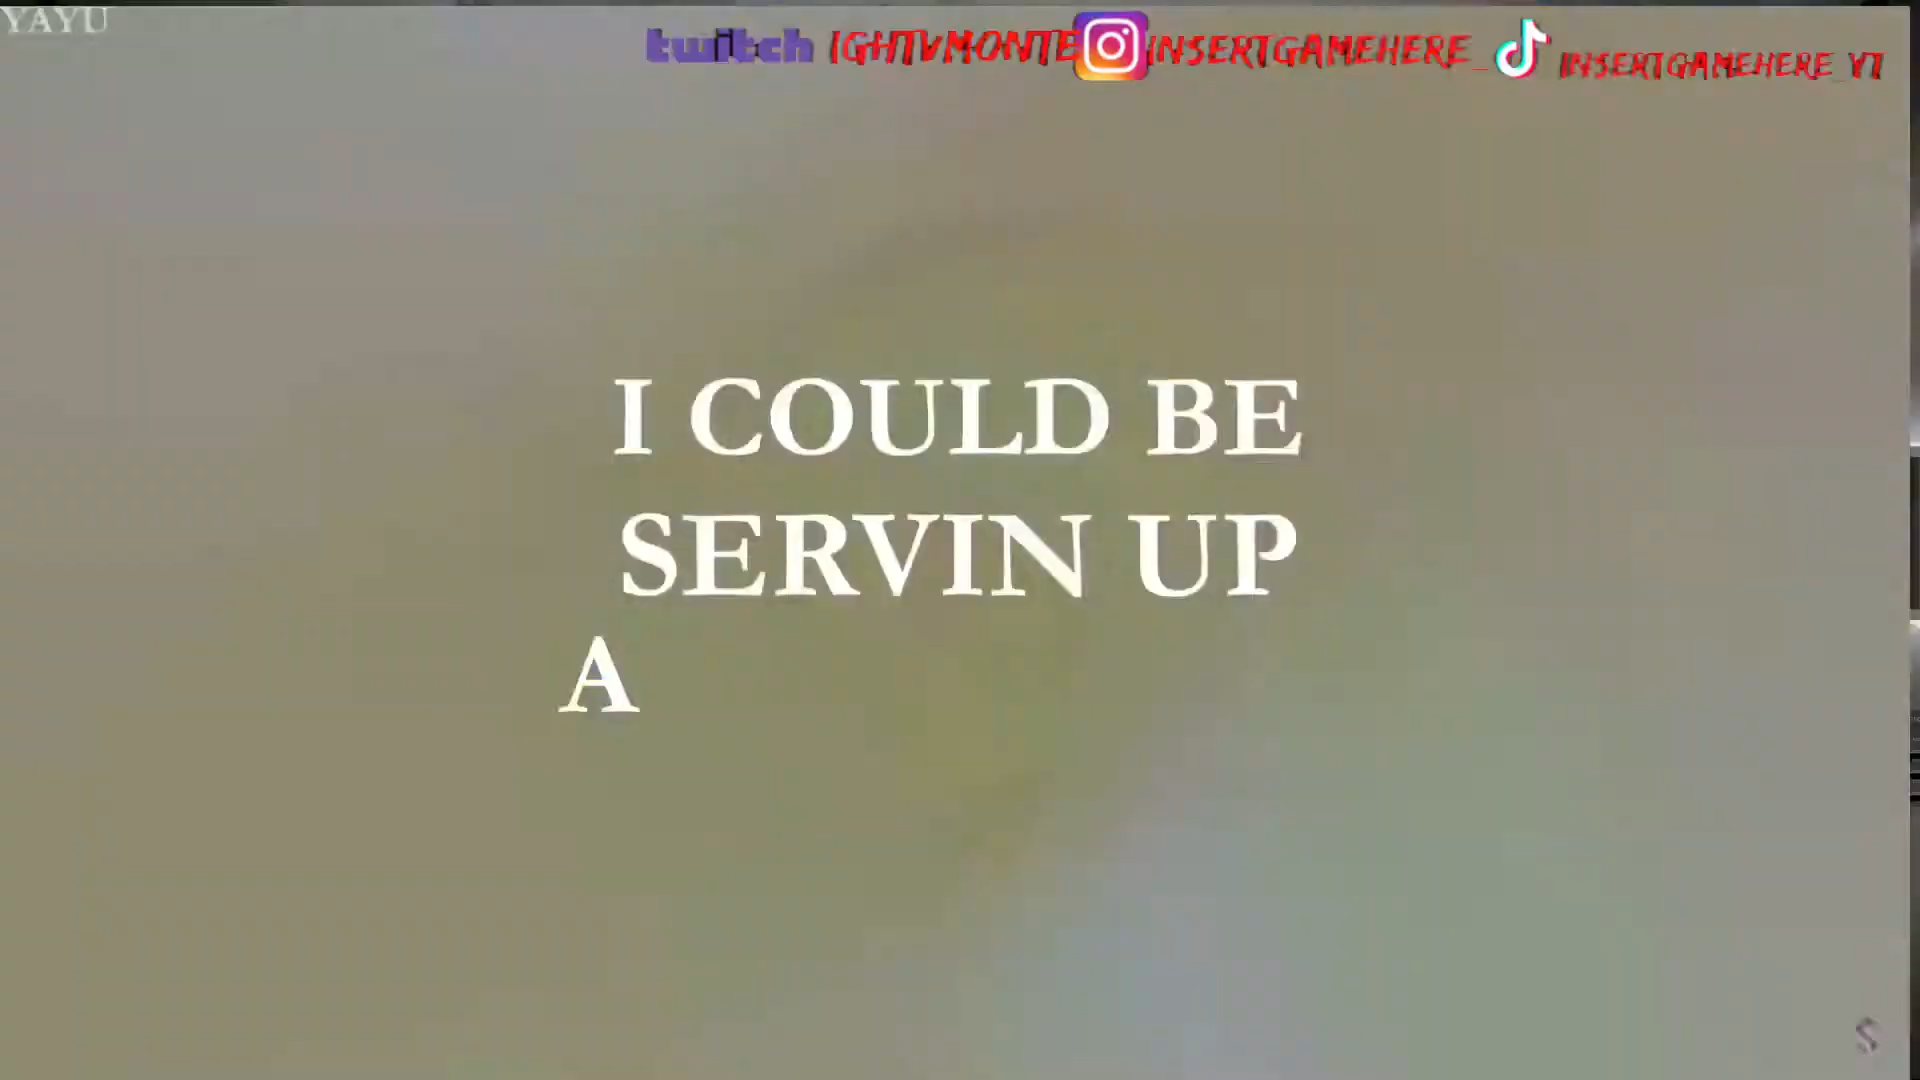 YAYU
twitch IGHTVMONTE INSERTGAMEHERE_ INSERTGAMEHERE_YT
I COULD BE
SERVIN UP
A
S